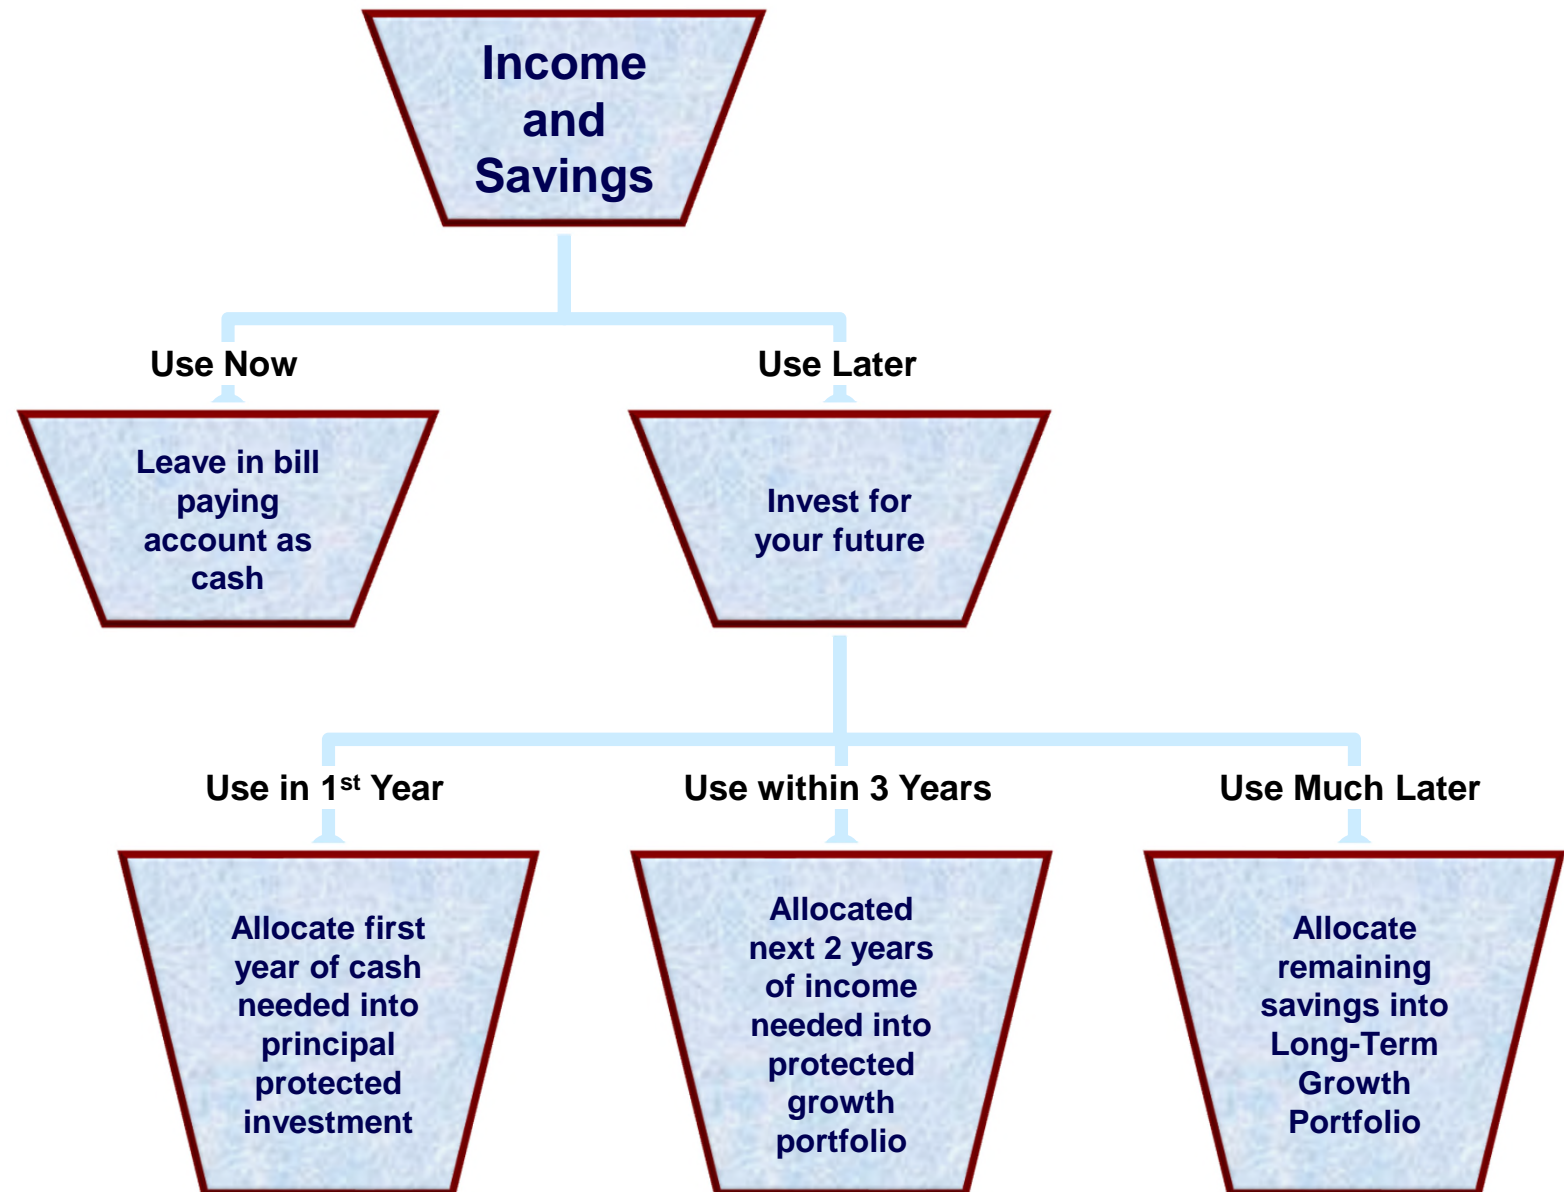 Income
and
Savings
Use Now
Use Later
Leave in bill
paying
account as
cash
Invest for
your future
Use in 1st Year
Use within 3 Years
Use Much Later
Allocate first
year of cash
needed into
principal
protected
investment
Allocated
next 2 years
of income
needed into
protected
growth
portfolio
Allocate
remaining
savings into
Long-Term
Growth
Portfolio